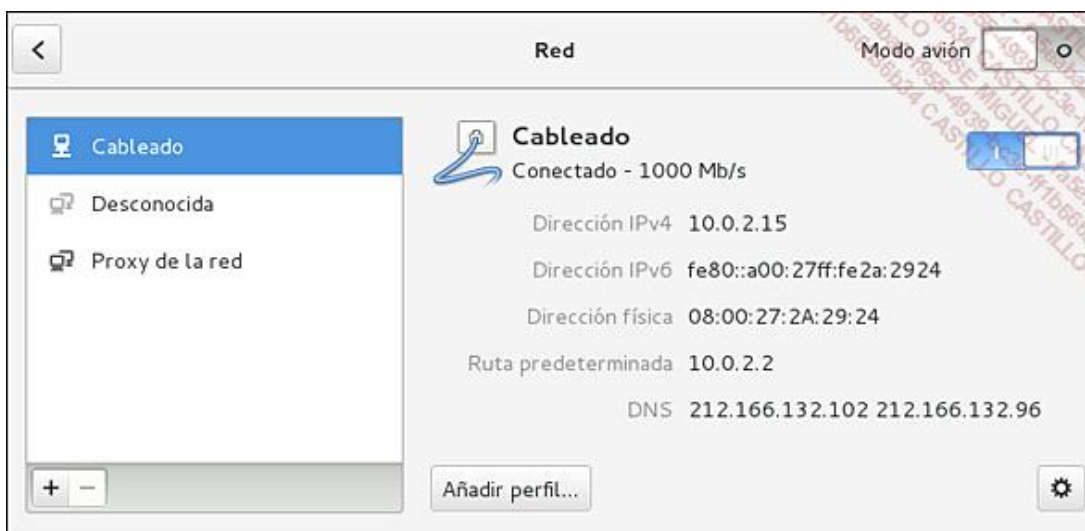 Red
Modo avión
Cableado
Desconocida
Proxy de la red
Cableado
Conectado - 1000 Mb/s
Dirección IPv4 10.0.2.15
Dirección IPv6 fe80::a00:27ff:fe2a:2924
Dirección física 08:00:27:2A:29:24
Ruta predeterminada 10.0.2.2
DNS 212.166.132.102 212.166.132.96
Añadir perfil...